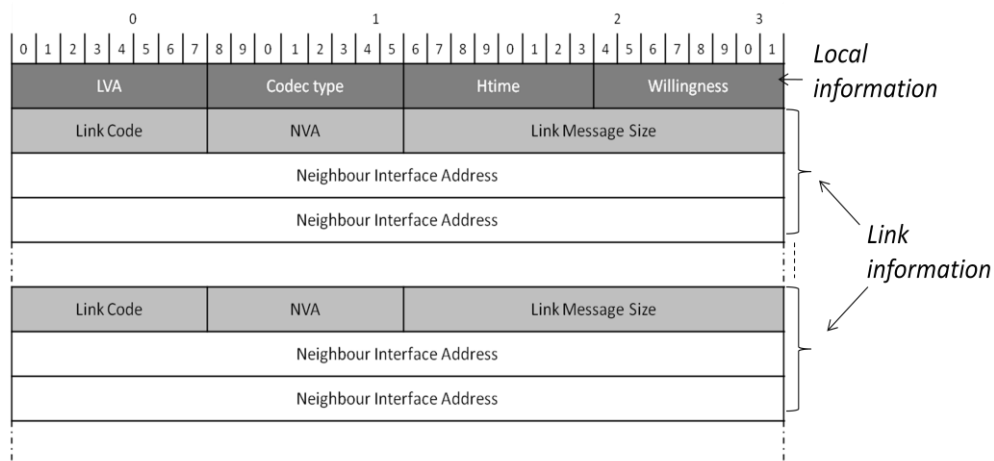 0 1 2 3
0 1 2 3 4 5 6 7 8 9 0 1 2 3 4 5 6 7 8 9 0 1 2 3 4 5 6 7 8 9 0 1
LVA Codec type Htime Willingness
Local
information
Link Code NVA Link Message Size
Neighbour Interface Address
Neighbour Interface Address
Link
information
Link Code NVA Link Message Size
Neighbour Interface Address
Neighbour Interface Address